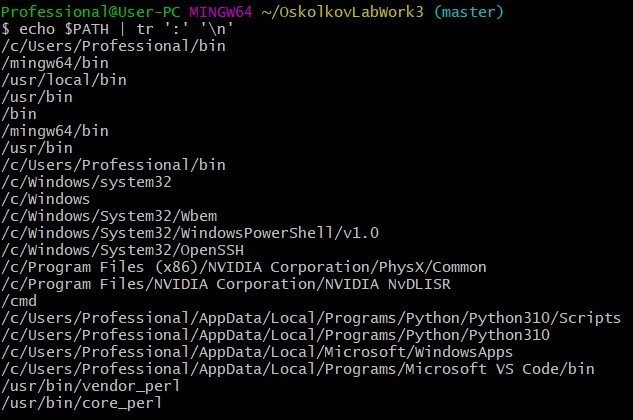 Professional@User-PC MINGW64 ~/OskolkovLabWork3 (master)
$ echo $PATH | tr ':' '\n'
/c/Users/Professional/bin
/mingw64/bin
/usr/local/bin
/usr/bin
/bin
/mingw64/bin
/usr/bin
/c/Users/Professional/bin
/c/Windows/system32
/c/Windows
/c/Windows/System32/Wbem
/c/Windows/System32/WindowsPowerShell/v1.0
/c/Windows/System32/OpenSSH
/c/Program Files (x86)/NVIDIA Corporation/PhysX/Common
/c/Program Files/NVIDIA Corporation/NVIDIA NvDLISR
/cmd
/c/Users/Professional/AppData/Local/Programs/Python/Python310/Scripts
/c/Users/Professional/AppData/Local/Programs/Python/Python310
/c/Users/Professional/AppData/Local/Microsoft/WindowsApps
/c/Users/Professional/AppData/Local/Programs/Microsoft VS Code/bin
/usr/bin/vendor_perl
/usr/bin/core_perl